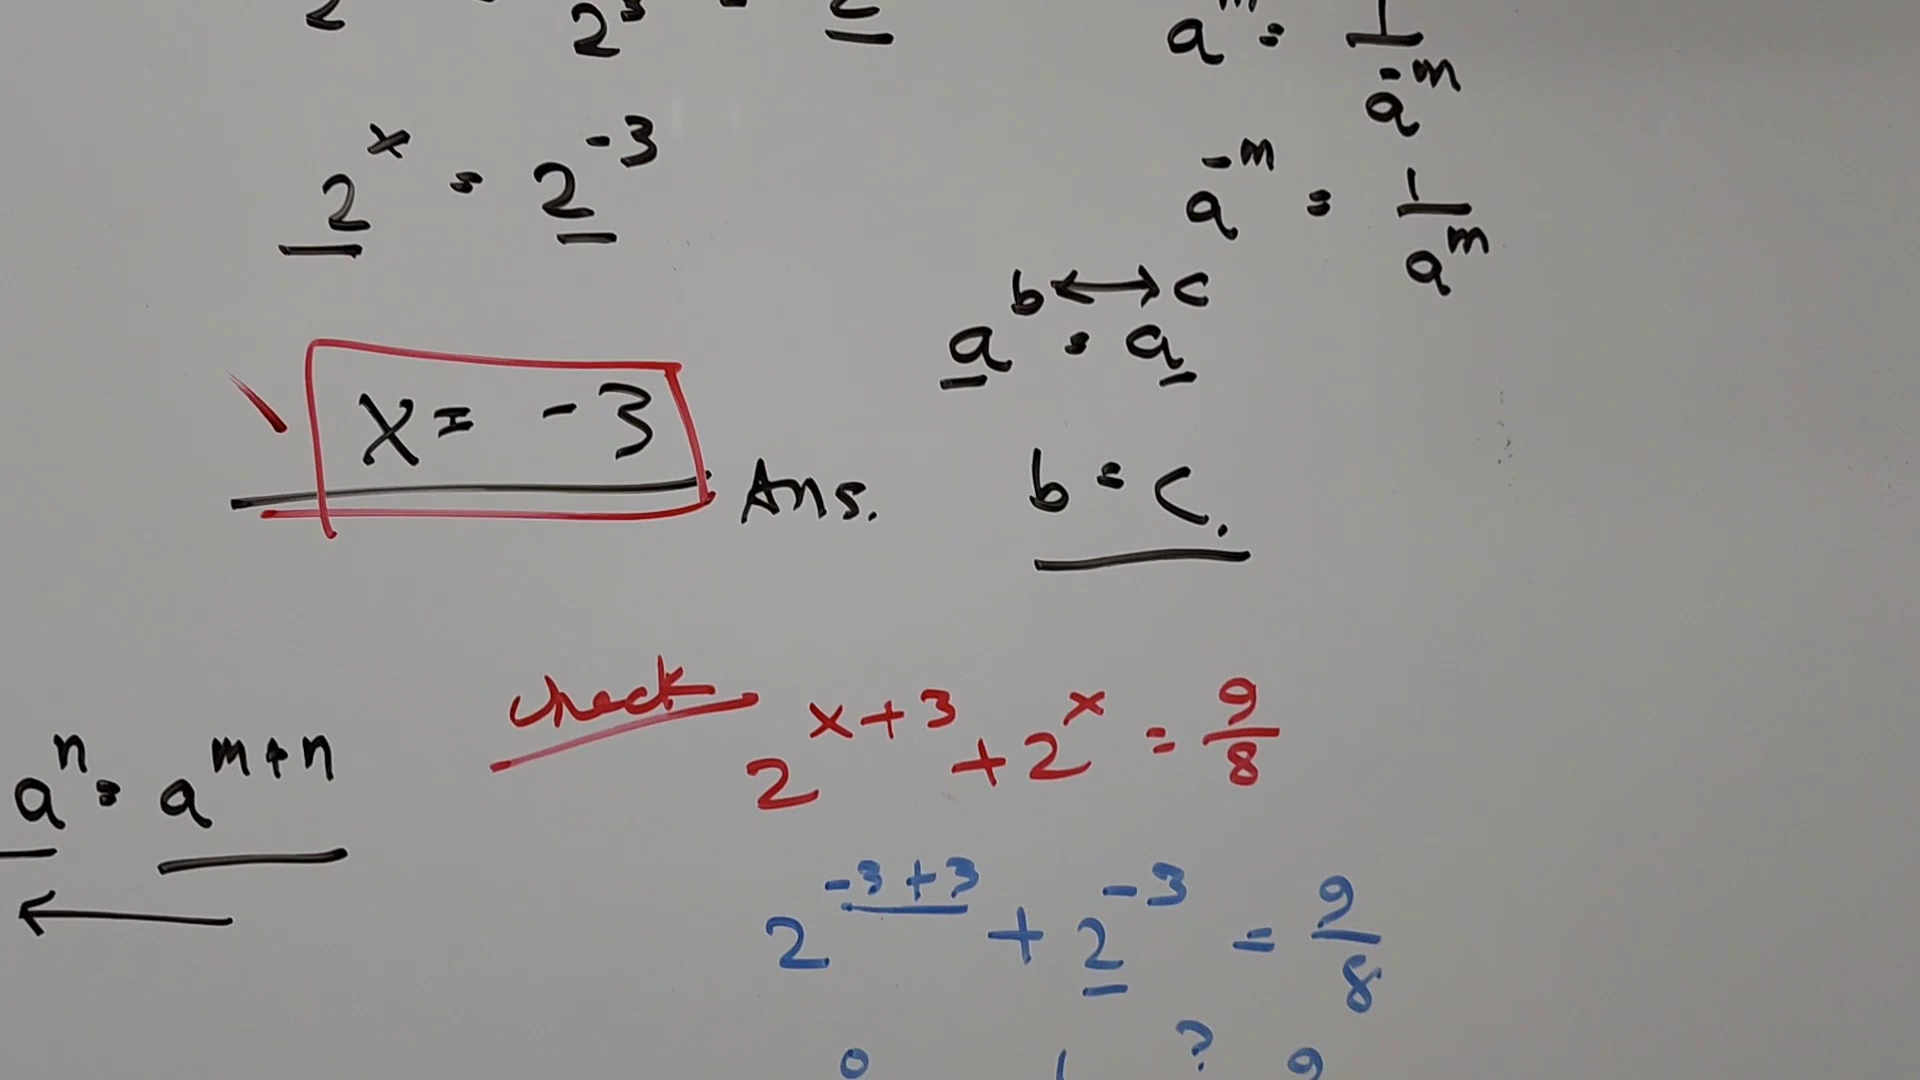 2^x = 2^-3
x = -3 Ans.
a^m = 1/a^-m
a^-m = 1/a^m
a^b = a^c
b = c.
a^n = a^m+n
check 2^x+3 + 2^x = 9/8
2^-3+3 + 2^-3 = 9/8